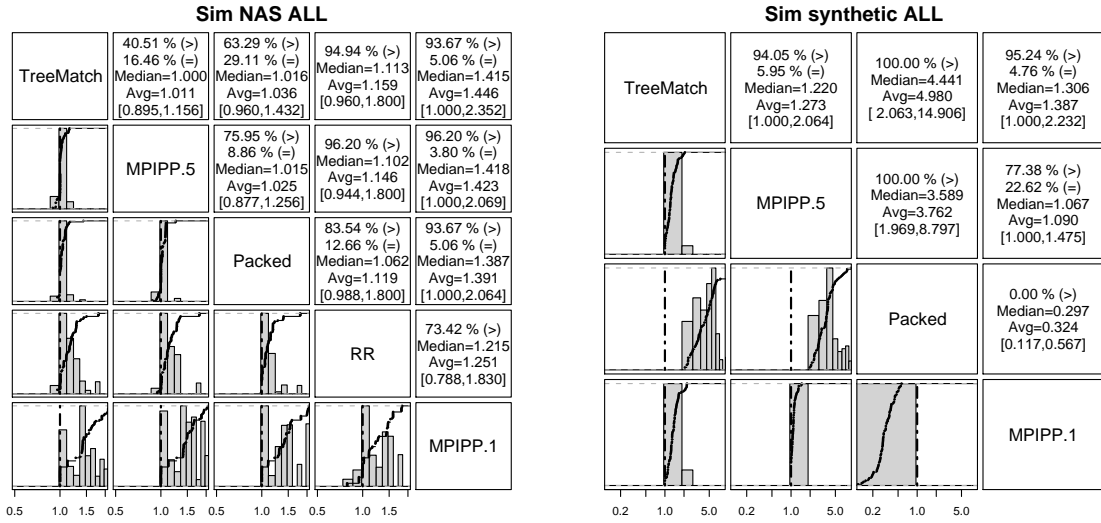 Sim NAS ALL
TreeMatch
40.51 % (>)
16.46 % (=)
Median=1.000
Avg=1.011
[0.895,1.156]
63.29 % (>)
29.11 % (=)
Median=1.016
Avg=1.036
[0.960,1.432]
94.94 % (>)
Median=1.113
Avg=1.159
[0.960,1.800]
93.67 % (>)
5.06 % (=)
Median=1.415
Avg=1.446
[1.000,2.352]
MPIPP.5
75.95 % (>)
8.86 % (=)
Median=1.015
Avg=1.025
[0.877,1.256]
96.20 % (>)
Median=1.102
Avg=1.146
[0.944,1.800]
96.20 % (>)
3.80 % (=)
Median=1.418
Avg=1.423
[1.000,2.069]
Packed
83.54 % (>)
12.66 % (=)
Median=1.062
Avg=1.119
[0.988,1.800]
93.67 % (>)
5.06 % (=)
Median=1.387
Avg=1.391
[1.000,2.064]
RR
73.42 % (>)
Median=1.215
Avg=1.251
[0.788,1.830]
MPIPP.1
0.5 1.0 1.5 0.5 1.0 1.5 0.5 1.0 1.5 0.5 1.0 1.5
Sim synthetic ALL
TreeMatch
94.05 % (>)
5.95 % (=)
Median=1.220
Avg=1.273
[1.000,2.064]
100.00 % (>)
Median=4.441
Avg=4.980
[ 2.063,14.906]
95.24 % (>)
4.76 % (=)
Median=1.306
Avg=1.387
[1.000,2.232]
MPIPP.5
100.00 % (>)
Median=3.589
Avg=3.762
[1.969,8.797]
77.38 % (>)
22.62 % (=)
Median=1.067
Avg=1.090
[1.000,1.475]
Packed
0.00 % (>)
Median=0.297
Avg=0.324
[0.117,0.567]
MPIPP.1
0.2 1.0 5.0 0.2 1.0 5.0 0.2 1.0 5.0